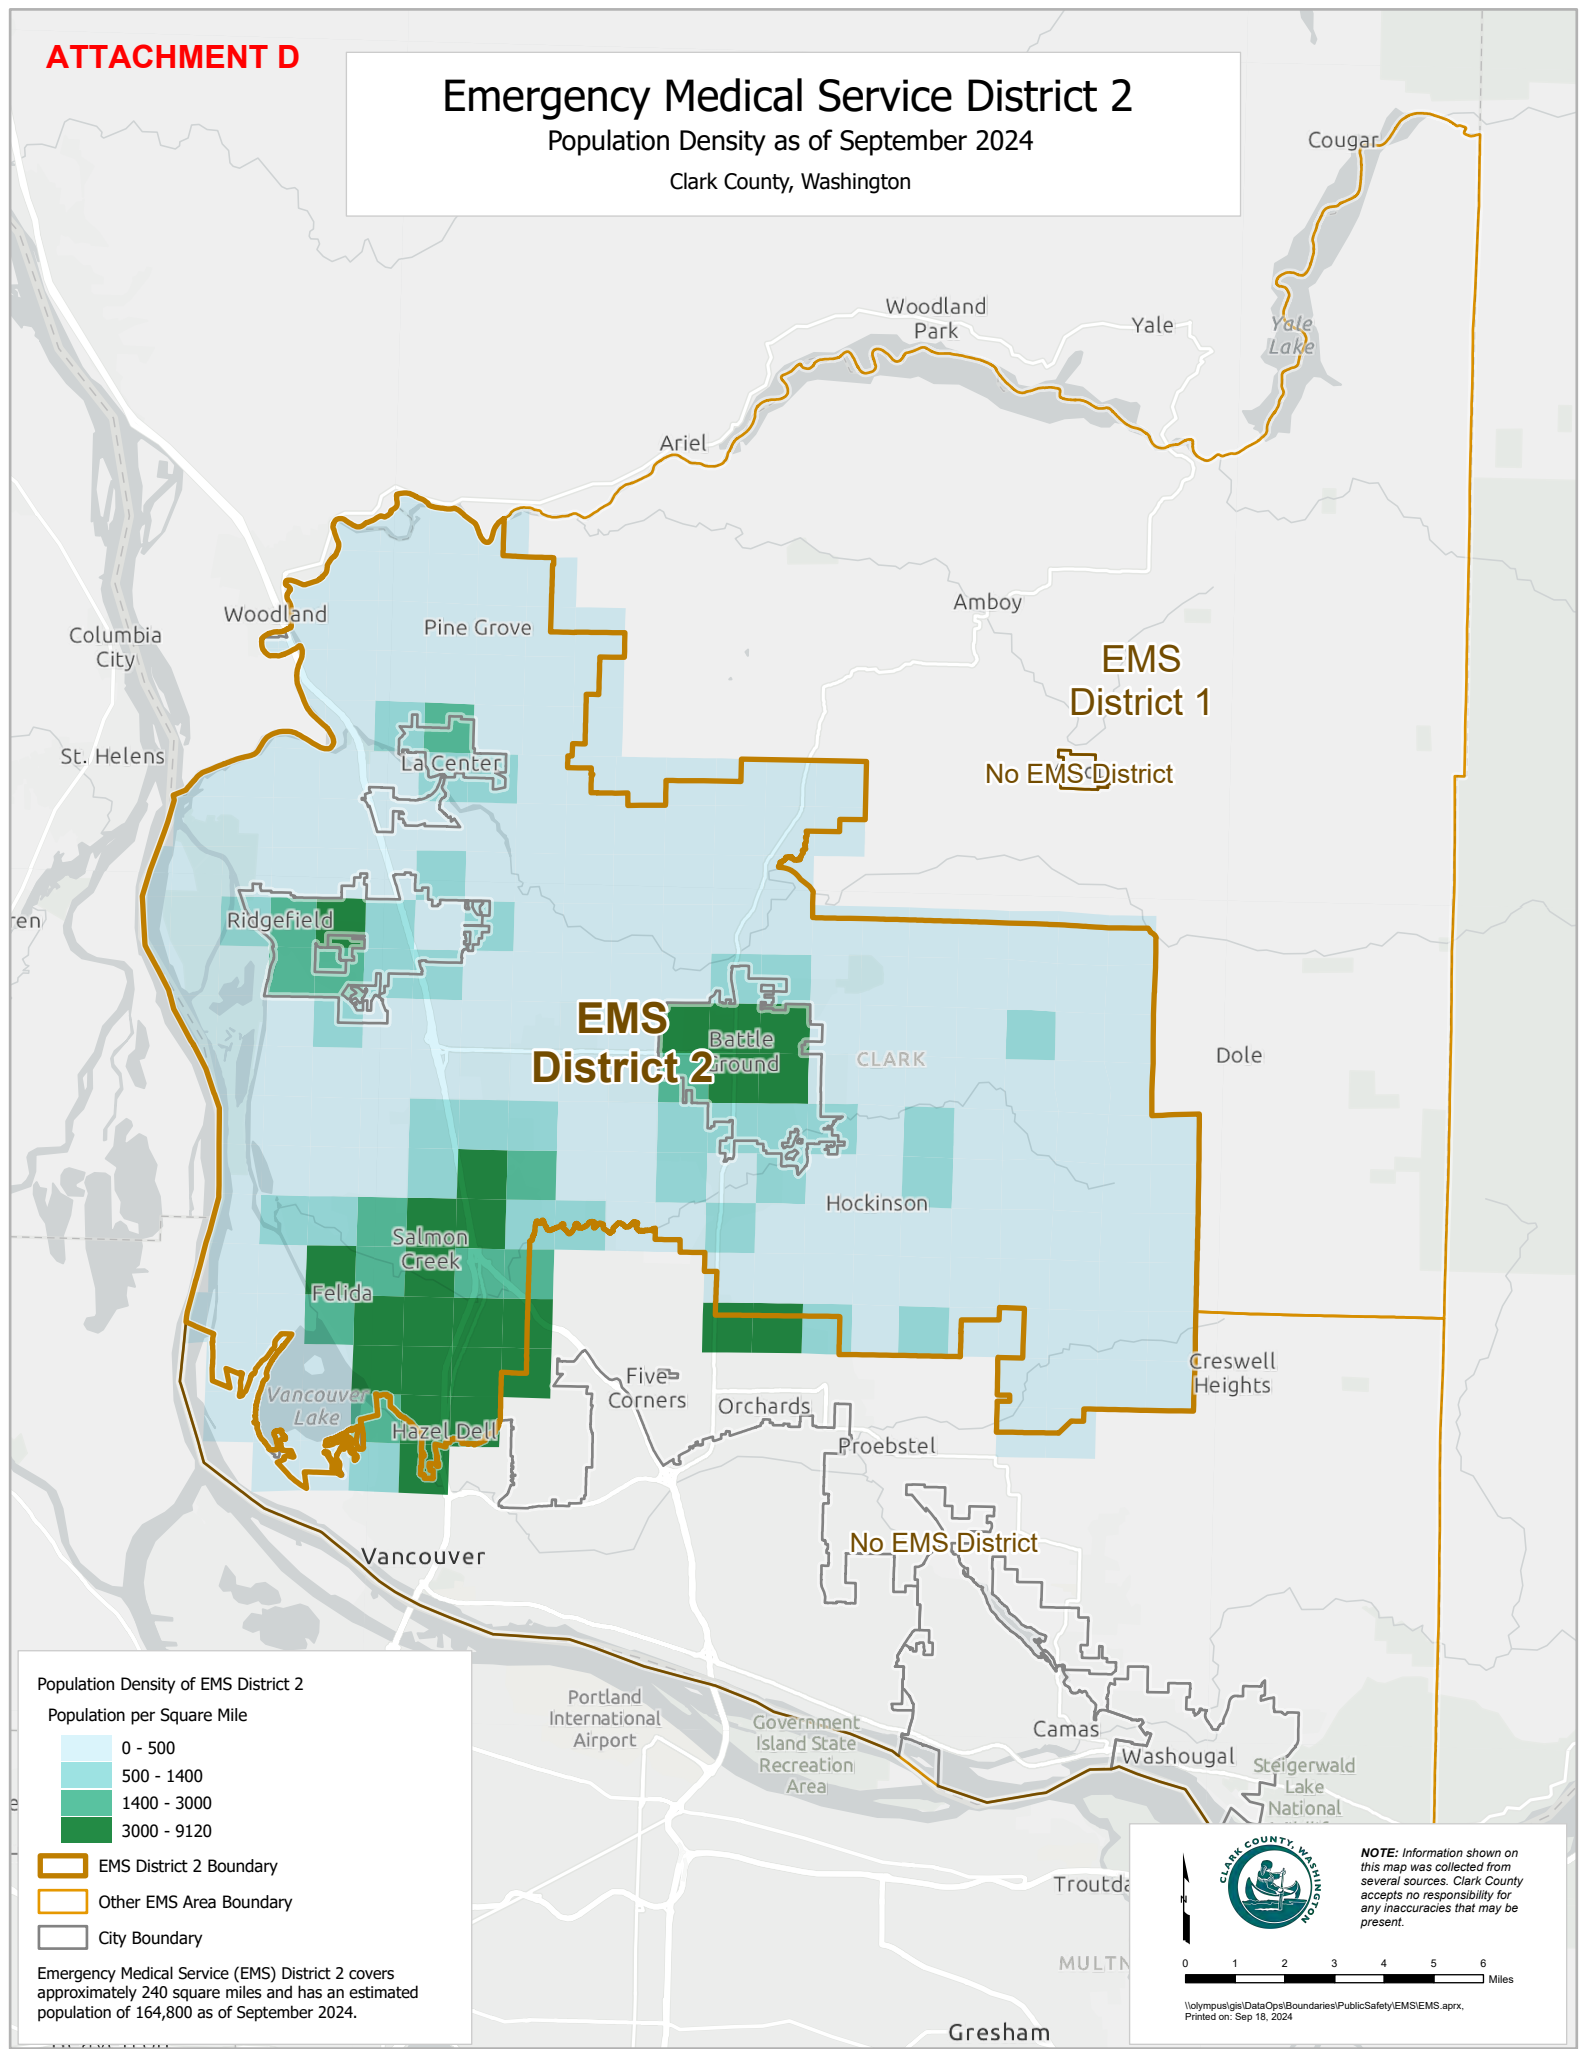 ATTACHMENT D
Emergency Medical Service District 2
Population Density as of September 2024
Clark County, Washington
Cougar
Woodland
Park
Yale
Yale
Lake
Ariel
Woodland
Pine Grove
Amboy
Columbia
City
EMS
District 1
St. Helens
La Center
No EMS District
Ridgefield
EMS
District 2
Battle
Ground
CLARK
Dole
Hockinson
Salmon
Creek
Felida
Creswell
Heights
Five
Corners
Vancouver
Lake
Orchards
Hazel Dell
Proebstel
No EMS District
Vancouver
Portland
International
Airport
Government
Island State
Recreation
Area
Camas
Washougal
Steigerwald
Lake
National
Troutda
MULTN
Gresham
Population Density of EMS District 2
Population per Square Mile
0 - 500
500 - 1400
1400 - 3000
3000 - 9120
EMS District 2 Boundary
Other EMS Area Boundary
City Boundary
Emergency Medical Service (EMS) District 2 covers
approximately 240 square miles and has an estimated
population of 164,800 as of September 2024.
N
CLARK COUNTY, WASHINGTON
NOTE: Information shown on
this map was collected from
several sources. Clark County
accepts no responsibility for
any inaccuracies that may be
present.
0 1 2 3 4 5 6
Miles
\\olympus\gis\DataOps\Boundaries\PublicSafety\EMS\EMS.aprx,
Printed on: Sep 18, 2024